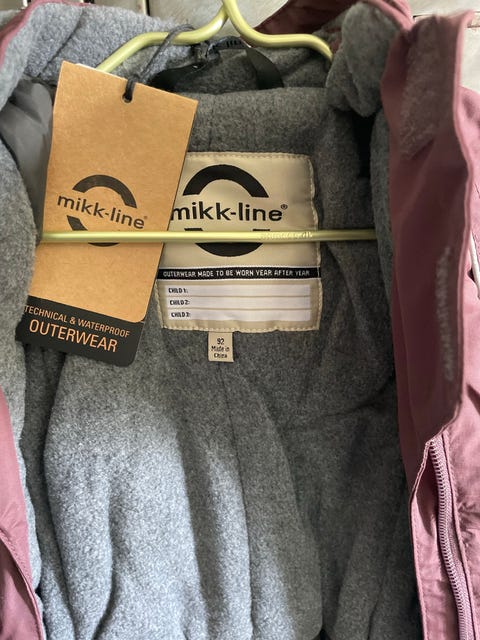 mikk-line®
TECHNICAL & WATERPROOF
OUTERWEAR
mikk-line®
OUTERWEAR MADE TO BE WORN YEAR AFTER YEAR
CHILD 1:
CHILD 2:
CHILD 3:
92
Made in
China